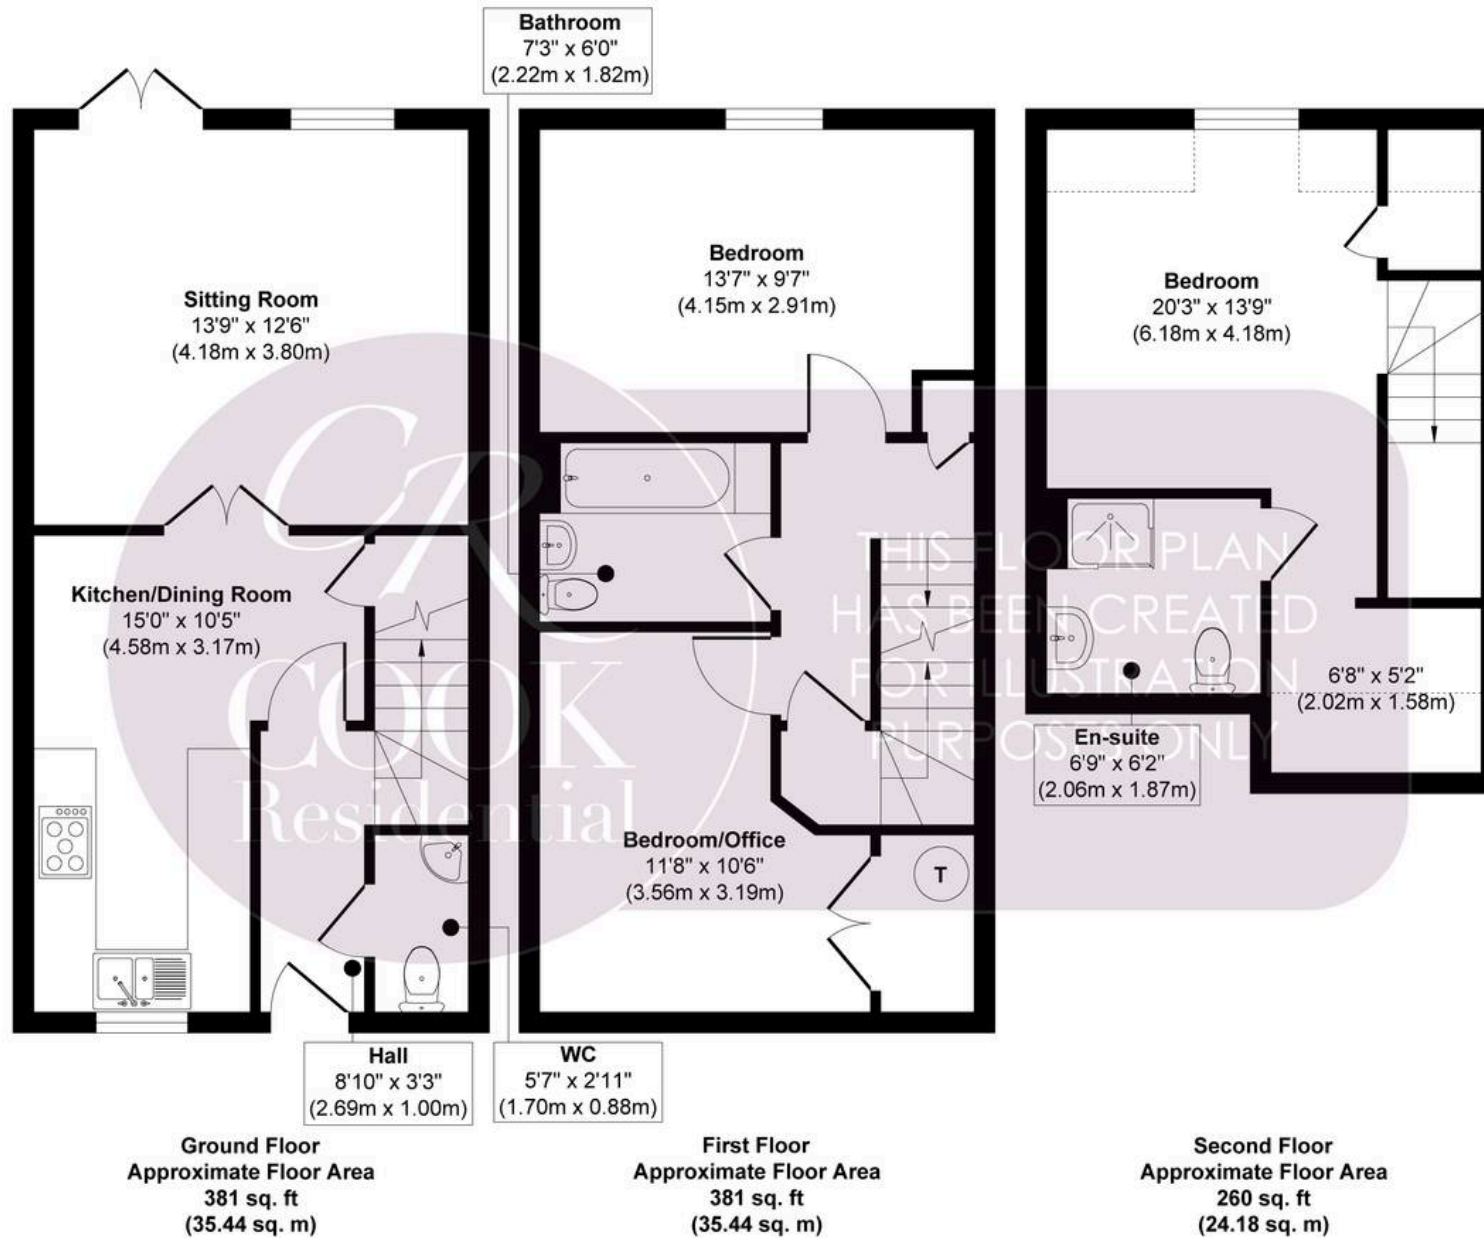 Bathroom
7'3" x 6'0"
(2.22m x 1.82m)
Sitting Room
13'9" x 12'6"
(4.18m x 3.80m)
Kitchen/Dining Room
15'0" x 10'5"
(4.58m x 3.17m)
Hall
8'10" x 3'3"
(2.69m x 1.00m)
WC
5'7" x 2'11"
(1.70m x 0.88m)
Ground Floor
Approximate Floor Area
381 sq. ft
(35.44 sq. m)
Bedroom
13'7" x 9'7"
(4.15m x 2.91m)
Bedroom/Office
11'8" x 10'6"
(3.56m x 3.19m)
T
First Floor
Approximate Floor Area
381 sq. ft
(35.44 sq. m)
Bedroom
20'3" x 13'9"
(6.18m x 4.18m)
6'8" x 5'2"
(2.02m x 1.58m)
En-suite
6'9" x 6'2"
(2.06m x 1.87m)
Second Floor
Approximate Floor Area
260 sq. ft
(24.18 sq. m)
CR
COOK
Residential
THIS FLOOR PLAN
HAS BEEN CREATED
FOR ILLUSTRATION
PURPOSES ONLY